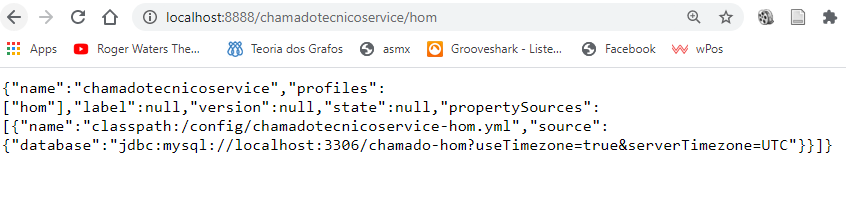 localhost:8888/chamadotecnicoservice/hom
Apps Roger Waters The... Teoria dos Grafos asmx Grooveshark - Liste... Facebook wPos
{"name":"chamadotecnicoservice","profiles":
["hom"],"label":null,"version":null,"state":null,"propertySources":
[{"name":"classpath:/config/chamadotecnicoservice-hom.yml","source":
{"database":"jdbc:mysql://localhost:3306/chamado-hom?useTimezone=true&serverTimezone=UTC"}}]}